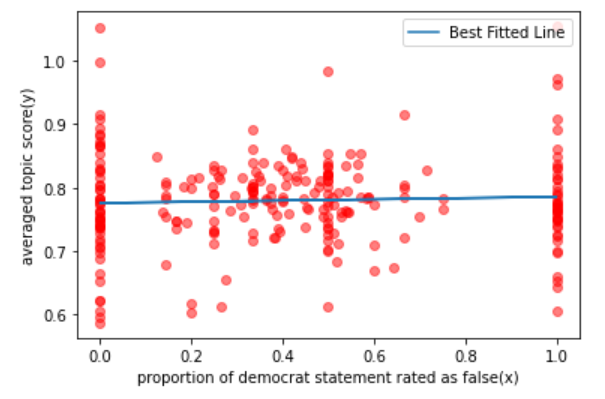 Best Fitted Line
averaged topic score(y)
1.0
0.9
0.8
0.7
0.6
0.0 0.2 0.4 0.6 0.8 1.0
proportion of democrat statement rated as false(x)